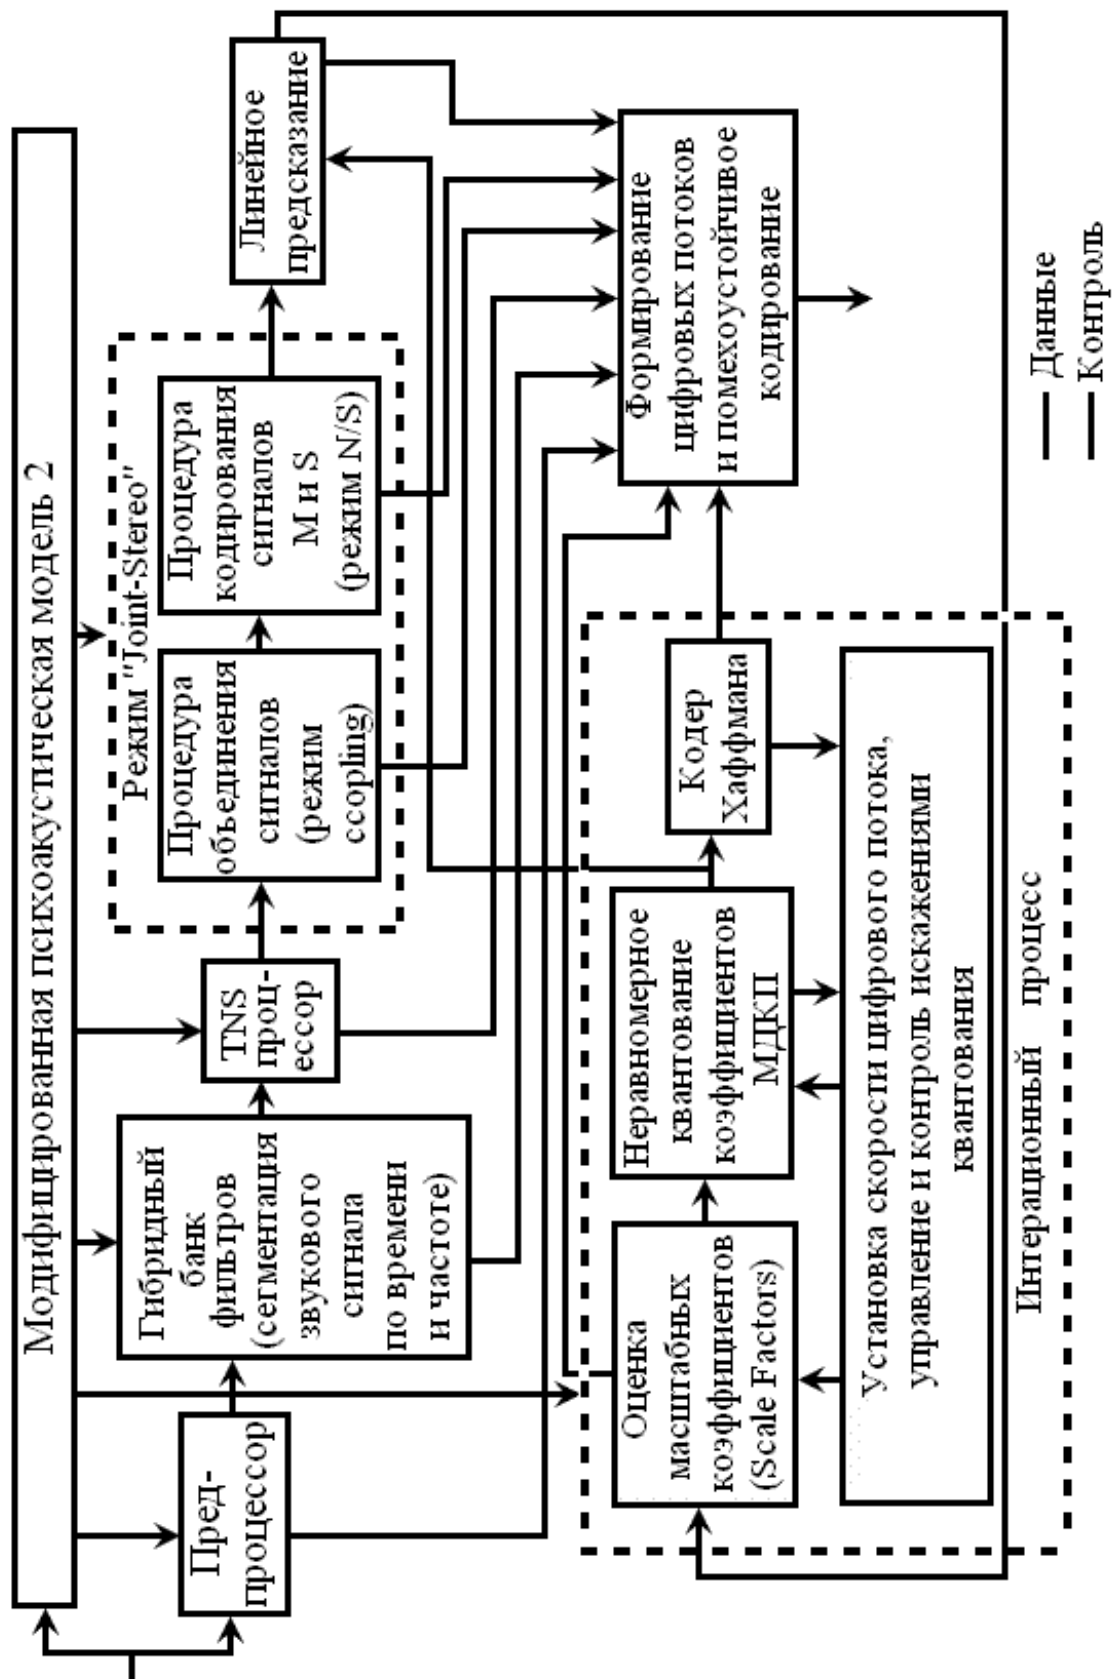 Модифицированная психоакустическая модель 2
Пред-
процессор
Гибридный
банк
фильтров
(сегментация
звукового
сигнала
по времени
и частоте)
TNS
проц-
ессор
Режим "Joint-Stereo"
Процедура
объединения
сигналов
(режим
ccopling)
Процедура
кодирования
сигналов
М и S
(режим N/S)
Линейное
предсказание
Оценка
масштабных
коэффициентов
(Scale Factors)
Неравномерное
квантование
коэффициентов
МДКП
Кодер
Хаффмана
Формирование
цифровых потоков
и помехоустойчивое
кодирование
Установка скорости цифрового потока,
управление и контроль искажениями
квантования
Интерационный процесс
Данные
Контроль